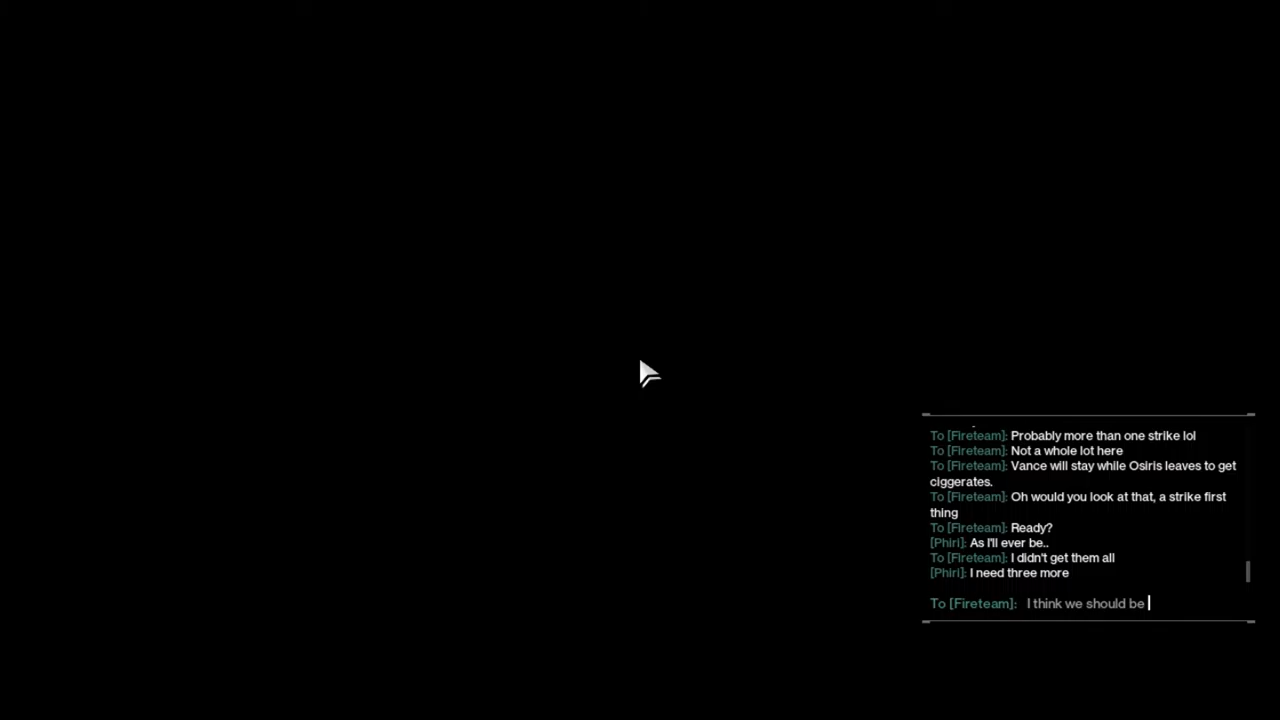 To [Fireteam]: Probably more than one strike lol
To [Fireteam]: Not a whole lot here
To [Fireteam]: Vance will stay while Osiris leaves to get
ciggerates.
To [Fireteam]: Oh would you look at that, a strike first
thing
To [Fireteam]: Ready?
[Phiri]: As I'll ever be..
To [Fireteam]: I didn't get them all
[Phiri]: I need three more
To [Fireteam]: I think we should be